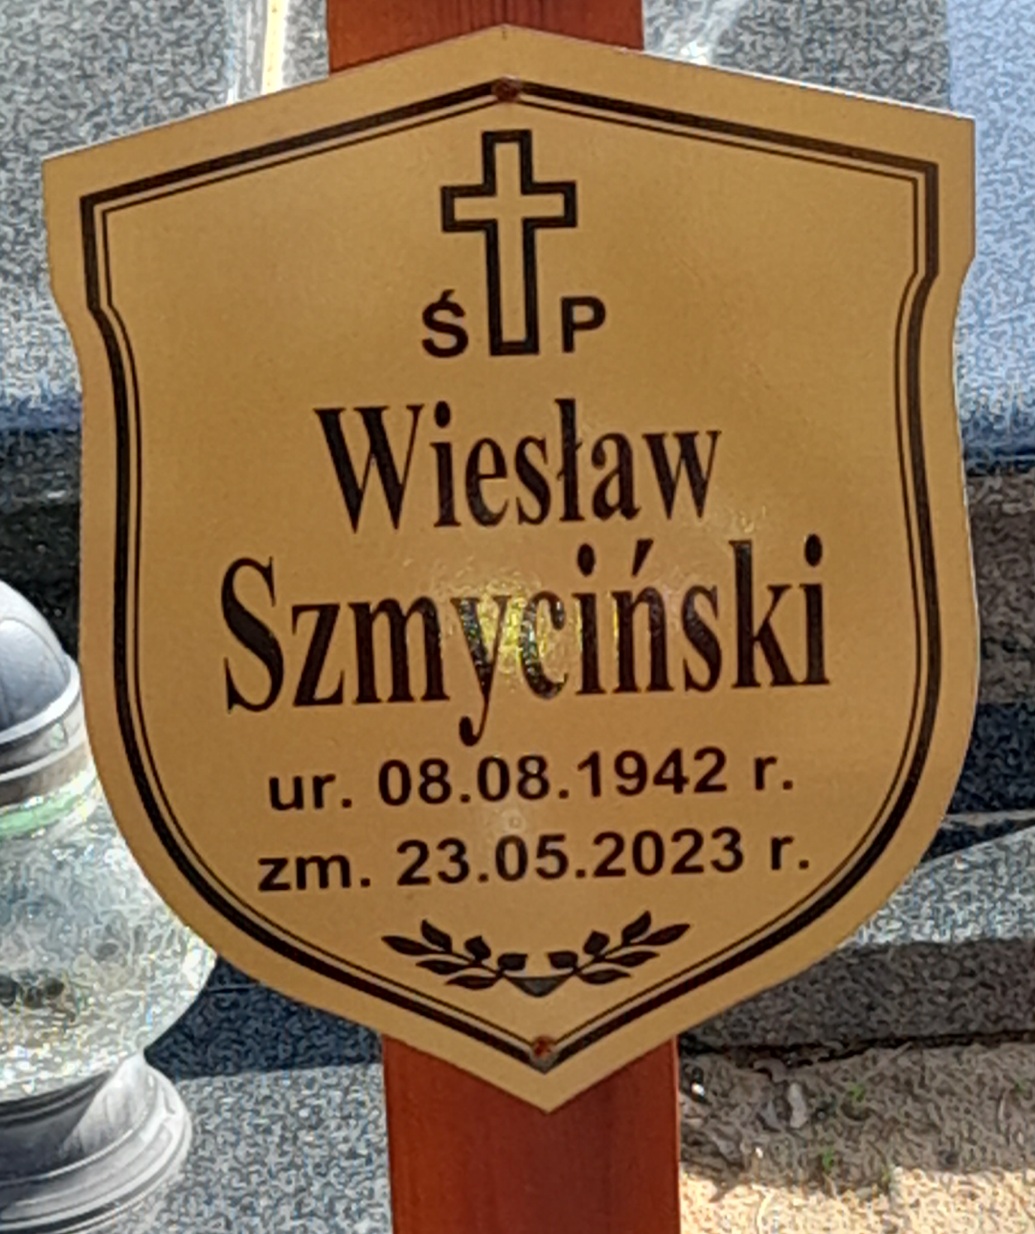 Ś P
Wiesław
Szmyciński
ur. 08.08.1942 r.
zm. 23.05.2023 r.